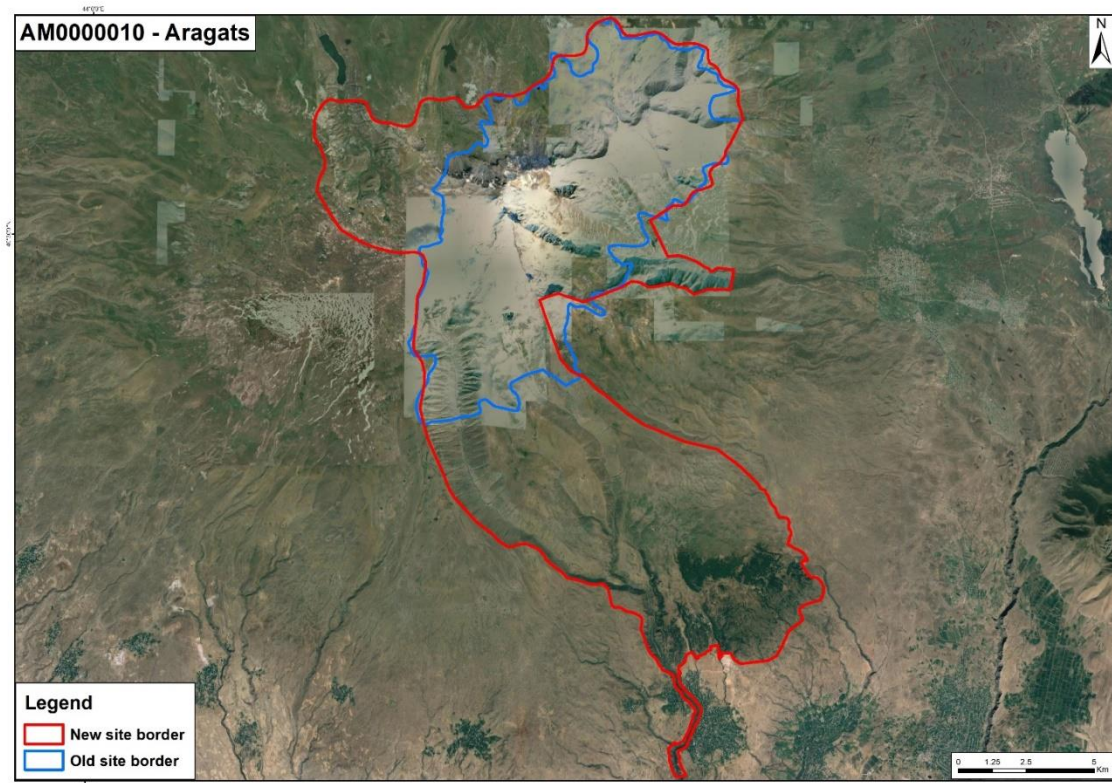 AM0000010 - Aragats
N
Legend
New site border
Old site border
0 1.25 2.5 5
Km